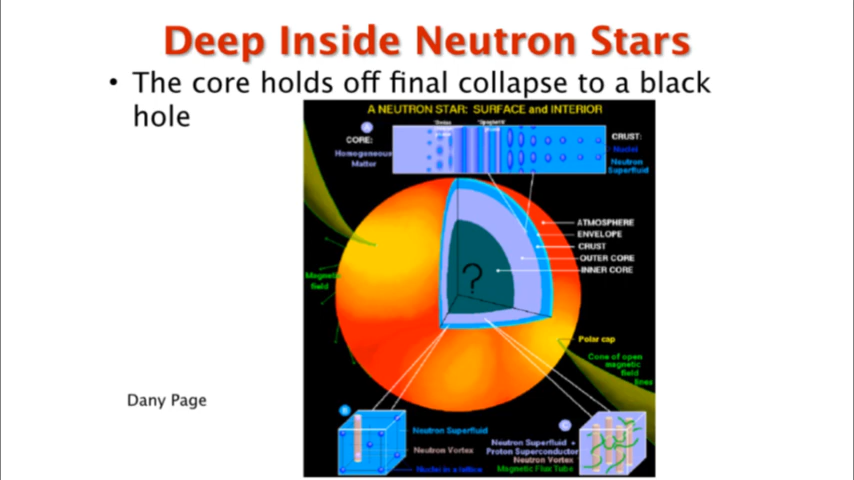 Deep Inside Neutron Stars
• The core holds off final collapse to a black
hole
A NEUTRON STAR: SURFACE and INTERIOR
A
CORE:
Homogeneous
Matter
CRUST:
Nuclei
Neutron
Superfluid
ATMOSPHERE
ENVELOPE
CRUST
OUTER CORE
INNER CORE
?
Magnetic
field
Polar cap
Cone of open
magnetic
field
lines
Dany Page
B
Neutron Superfluid
Neutron Vortex
Nuclei in a lattice
C
Neutron Superfluid +
Proton Superconductor
Neutron Vortex
Magnetic Flux Tube